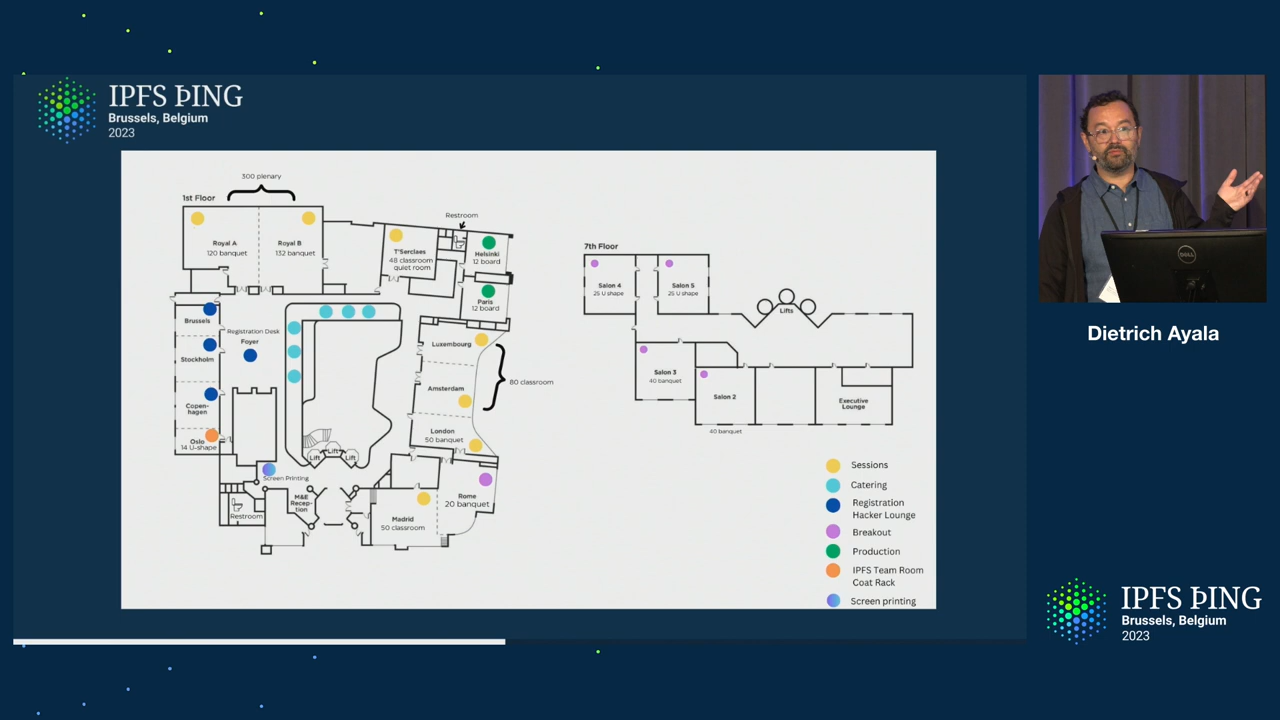 IPFS ÞING
Brussels, Belgium
2023
300 plenary
1st Floor
Royal A
120 banquet
Royal B
132 banquet
T'Serclaes
48 classroom
quiet room
Restroom
Helsinki
12 board
Paris
12 board
Brussels
Registration Desk
Foyer
Stockholm
Copen-
hagen
Oslo
14 U-shape
Luxembourg
Amsterdam
80 classroom
London
50 banquet
Lift
Lift
Lift
Screen Printing
Restroom
M&E
Recep-
tion
Madrid
50 classroom
Rome
20 banquet
7th Floor
Salon 4
25 U shape
Salon 5
25 U shape
Lifts
Salon 3
40 banquet
Salon 2
40 banquet
Executive
Lounge
Sessions
Catering
Registration
Hacker Lounge
Breakout
Production
IPFS Team Room
Coat Rack
Screen printing
DELL
Dietrich Ayala
IPFS ÞING
Brussels, Belgium
2023